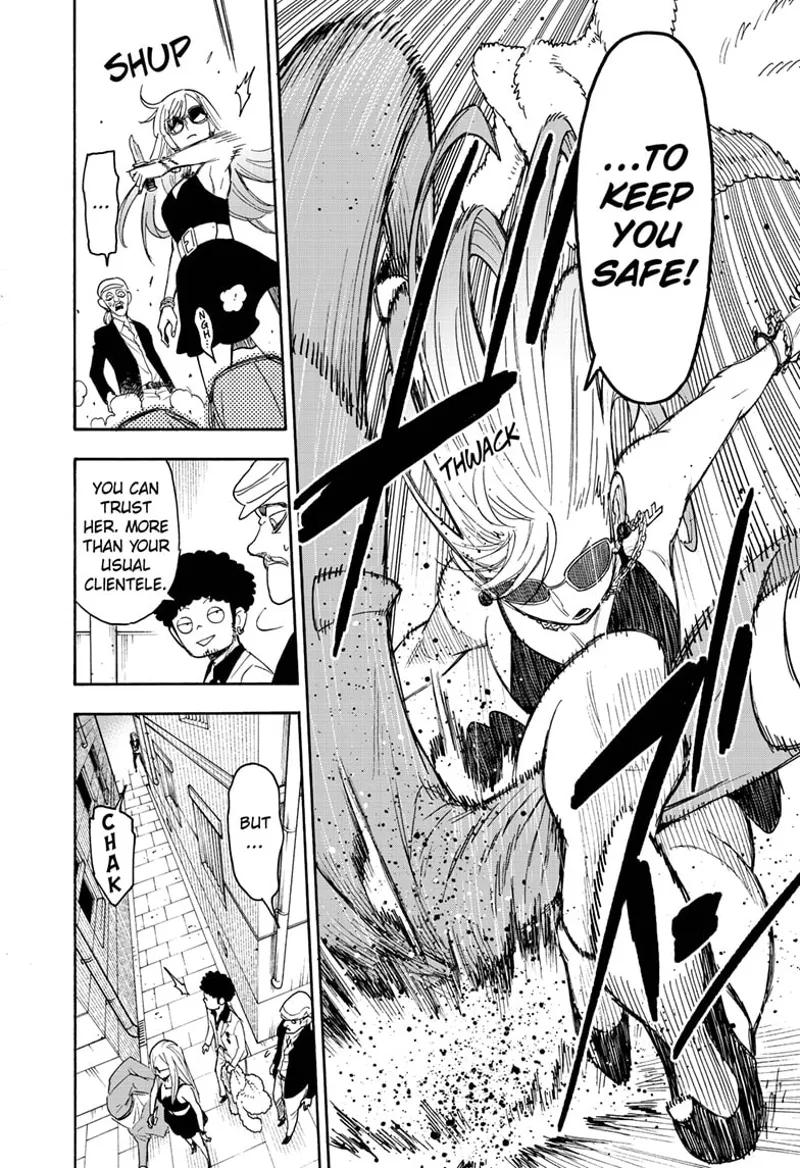 ...TO
KEEP
YOU
SAFE!
THWACK
SHUP
...
NGH...
YOU CAN
TRUST
HER. MORE
THAN YOUR
USUAL
CLIENTELE.
BUT
...
CHAK